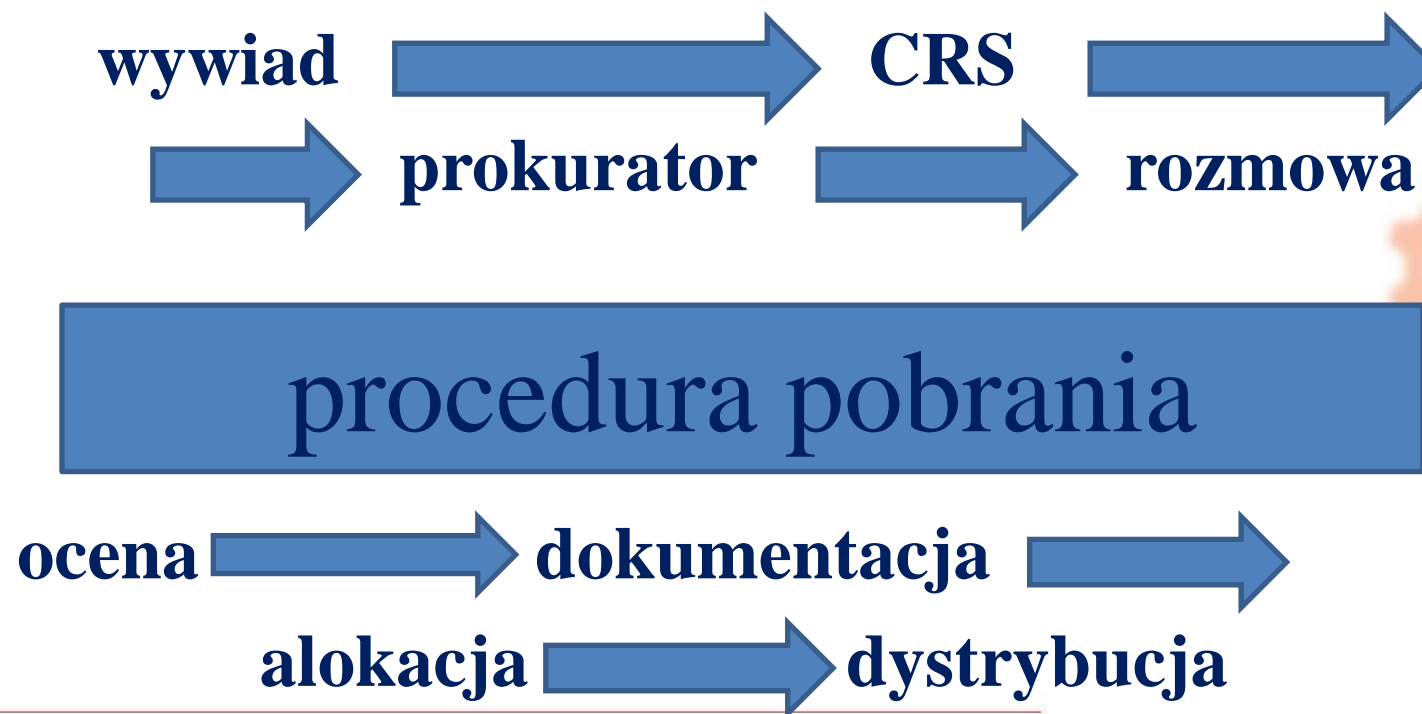 wywiad CRS
prokurator rozmowa
procedura pobrania
ocena dokumentacja
alokacja dystrybucja